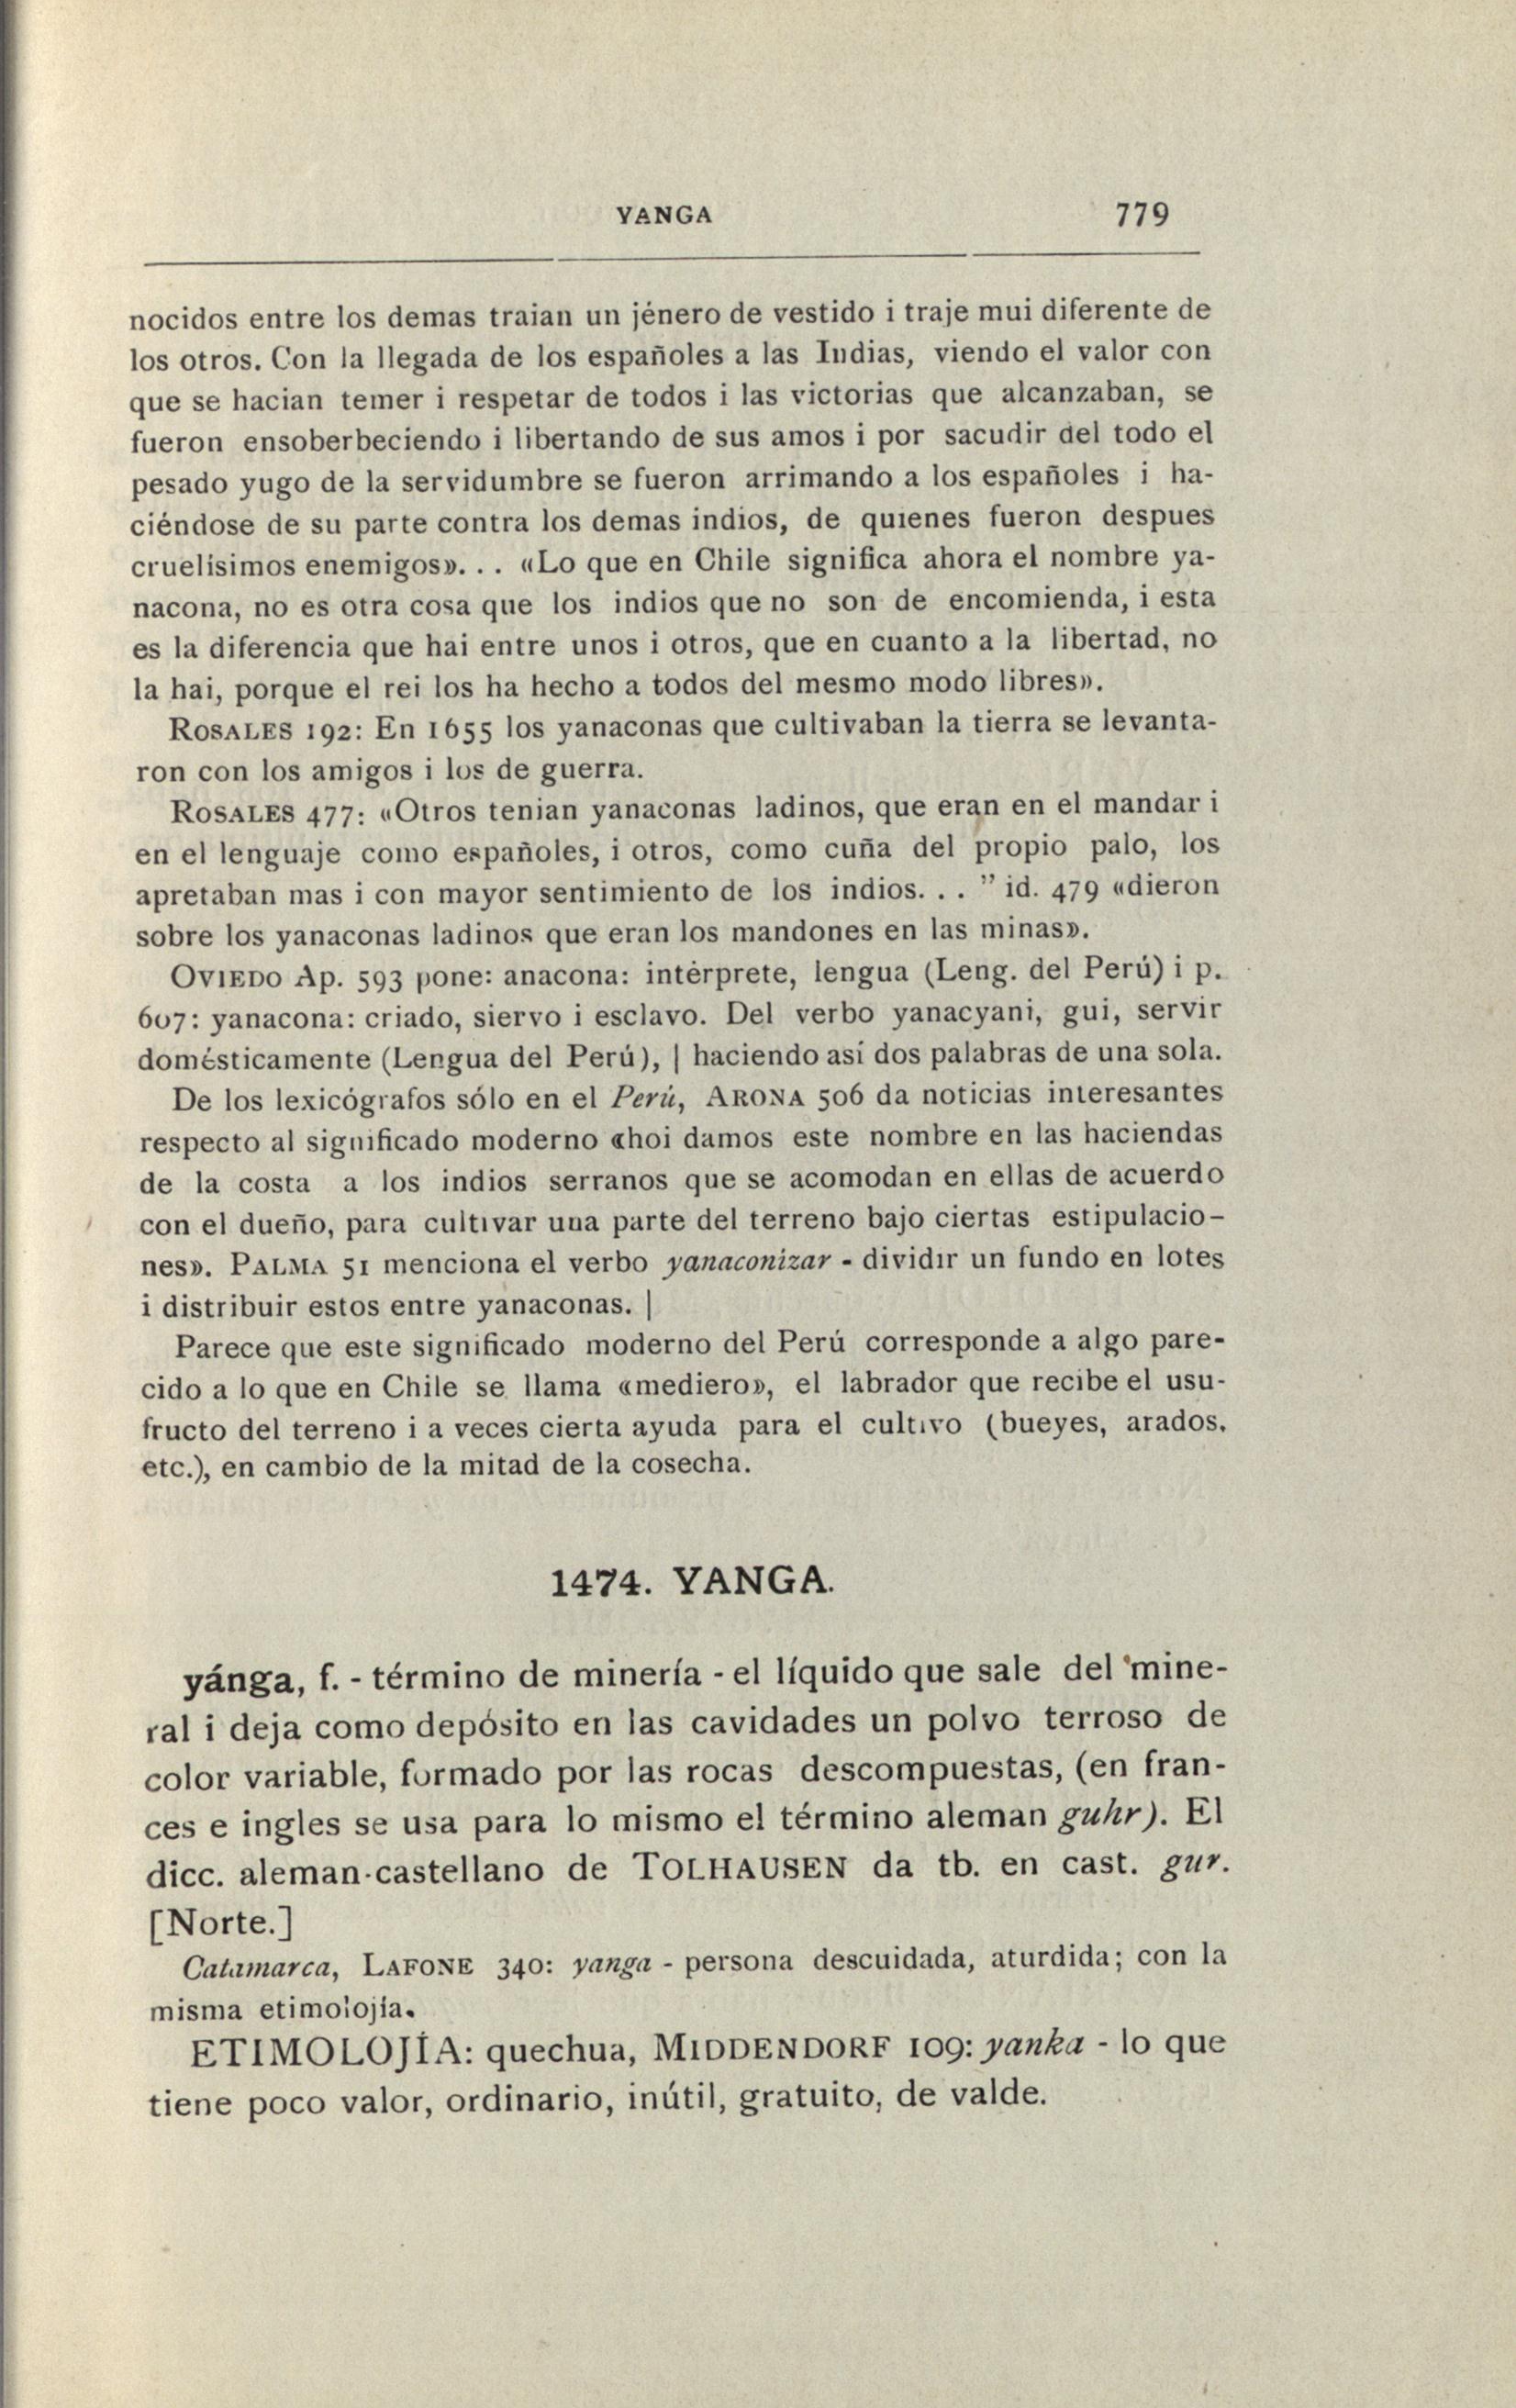 YANGA 779
nocidos entre los demas traian un jénero de vestido i traje mui diferente de
los otros. Con la llegada de los españoles a las Indias, viendo el valor con
que se hacian temer i respetar de todos i las victorias que alcanzaban, se
fueron ensoberbeciendo i libertando de sus amos i por sacudir del todo el
pesado yugo de la servidumbre se fueron arrimando a los españoles i ha-
ciéndose de su parte contra los demas indios, de quienes fueron despues
cruelísimos enemigos». . . «Lo que en Chile significa ahora el nombre ya-
nacona, no es otra cosa que los indios que no son de encomienda, i esta
es la diferencia que hai entre unos i otros, que en cuanto a la libertad, no
la hai, porque el rei los ha hecho a todos del mesmo modo libres».
ROSALES 192: En 1655 los yanaconas que cultivaban la tierra se levanta-
ron con los amigos i los de guerra.
ROSALES 477: «Otros tenian yanaconas ladinos, que eran en el mandar i
en el lenguaje como españoles, i otros, como cuña del propio palo, los
apretaban mas i con mayor sentimiento de los indios. . . ” id. 479 «dieron
sobre los yanaconas ladinos que eran los mandones en las minas».
OVIEDO Ap. 593 pone: anacona: intérprete, lengua (Leng. del Perú) i p.
607: yanacona: criado, siervo i esclavo. Del verbo yanacyani, gui, servir
domésticamente (Lengua del Perú), | haciendo así dos palabras de una sola.
De los lexicógrafos sólo en el Perú, ARONA 506 da noticias interesantes
respecto al significado moderno «hoi damos este nombre en las haciendas
de la costa a los indios serranos que se acomodan en ellas de acuerdo
con el dueño, para cultivar una parte del terreno bajo ciertas estipulacio-
nes». PALMA 51 menciona el verbo yanaconizar - dividir un fundo en lotes
i distribuir estos entre yanaconas. |
Parece que este significado moderno del Perú corresponde a algo pare-
cido a lo que en Chile se llama «mediero», el labrador que recibe el usu-
fructo del terreno i a veces cierta ayuda para el cultivo (bueyes, arados,
etc.), en cambio de la mitad de la cosecha.
1474. YANGA.
yánga, f. - término de minería - el líquido que sale del mine-
ral i deja como depósito en las cavidades un polvo terroso de
color variable, formado por las rocas descompuestas, (en fran-
ces e ingles se usa para lo mismo el término aleman guhr). El
dicc. aleman-castellano de TOLHAUSEN da tb. en cast. gur.
[Norte.]
Catamarca, LAFONE 340: yanga - persona descuidada, aturdida; con la
misma etimolojía.
ETIMOLOJÍA: quechua, MIDDENDORF 109: yanka - lo que
tiene poco valor, ordinario, inútil, gratuito, de valde.